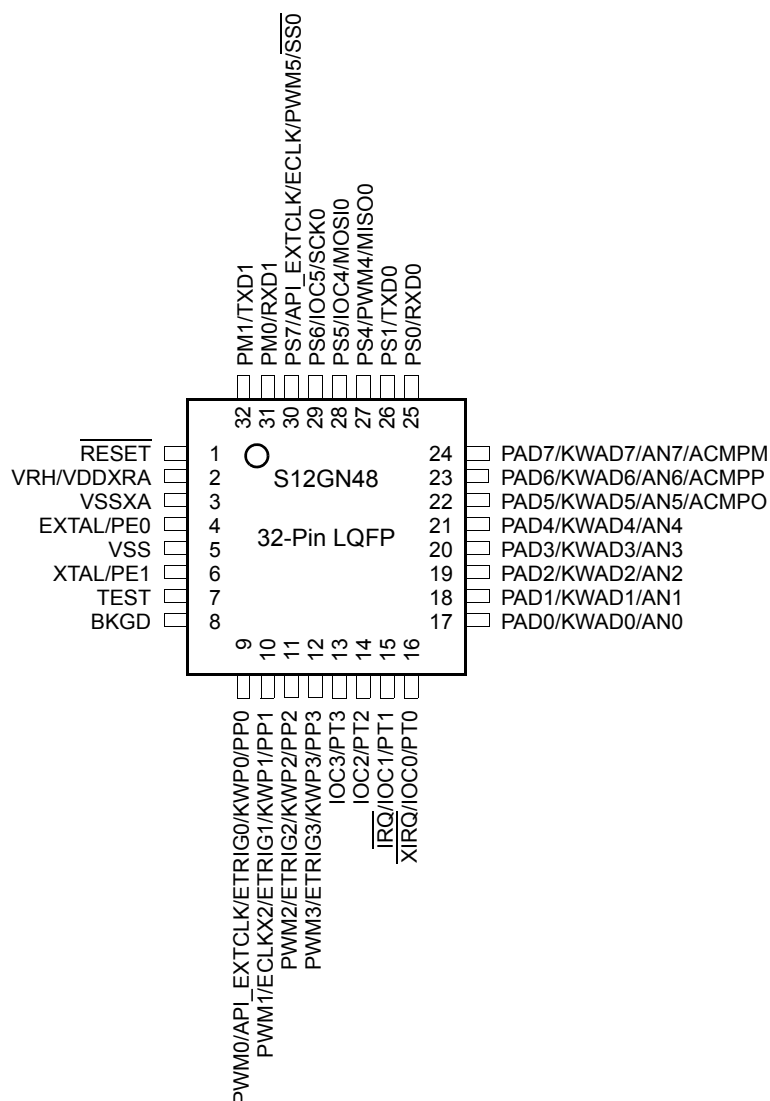 PM1/TXD1
PM0/RXD1
PS7/API_EXTCLK/ECLK/PWM5/SS0
PS6/IOC5/SCK0
PS5/IOC4/MOSI0
PS4/PWM4/MISO0
PS1/TXD0
PS0/RXD0
32
31
30
29
28
27
26
25
RESET
VRH/VDDXRA
VSSXA
EXTAL/PE0
VSS
XTAL/PE1
TEST
BKGD
1
2
3
4
5
6
7
8
S12GN48
32-Pin LQFP
24
23
22
21
20
19
18
17
PAD7/KWAD7/AN7/ACMPM
PAD6/KWAD6/AN6/ACMPP
PAD5/KWAD5/AN5/ACMPO
PAD4/KWAD4/AN4
PAD3/KWAD3/AN3
PAD2/KWAD2/AN2
PAD1/KWAD1/AN1
PAD0/KWAD0/AN0
9
10
11
12
13
14
15
16
PWM0/API_EXTCLK/ETRIG0/KWP0/PP0
PWM1/ECLKX2/ETRIG1/KWP1/PP1
PWM2/ETRIG2/KWP2/PP2
PWM3/ETRIG3/KWP3/PP3
IOC3/PT3
IOC2/PT2
IRQ/IOC1/PT1
XIRQ/IOC0/PT0